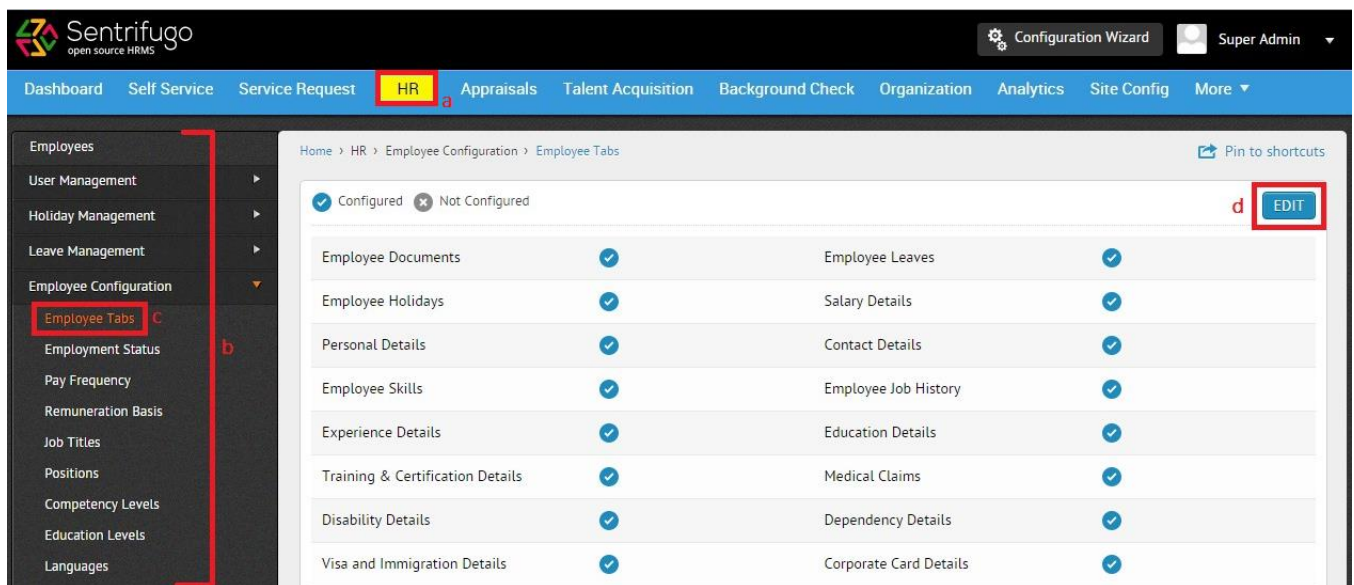 Sentrifugo
open source HRMS
Configuration Wizard
Super Admin
Dashboard Self Service Service Request HR a Appraisals Talent Acquisition Background Check Organization Analytics Site Config More
Employees
User Management
Holiday Management
Leave Management
Employee Configuration
Employee Tabs c
Employment Status
b
Pay Frequency
Remuneration Basis
Job Titles
Positions
Competency Levels
Education Levels
Languages
Home › HR › Employee Configuration › Employee Tabs
Pin to shortcuts
Configured Not Configured
d EDIT
Employee Documents Employee Leaves
Employee Holidays Salary Details
Personal Details Contact Details
Employee Skills Employee Job History
Experience Details Education Details
Training & Certification Details Medical Claims
Disability Details Dependency Details
Visa and Immigration Details Corporate Card Details